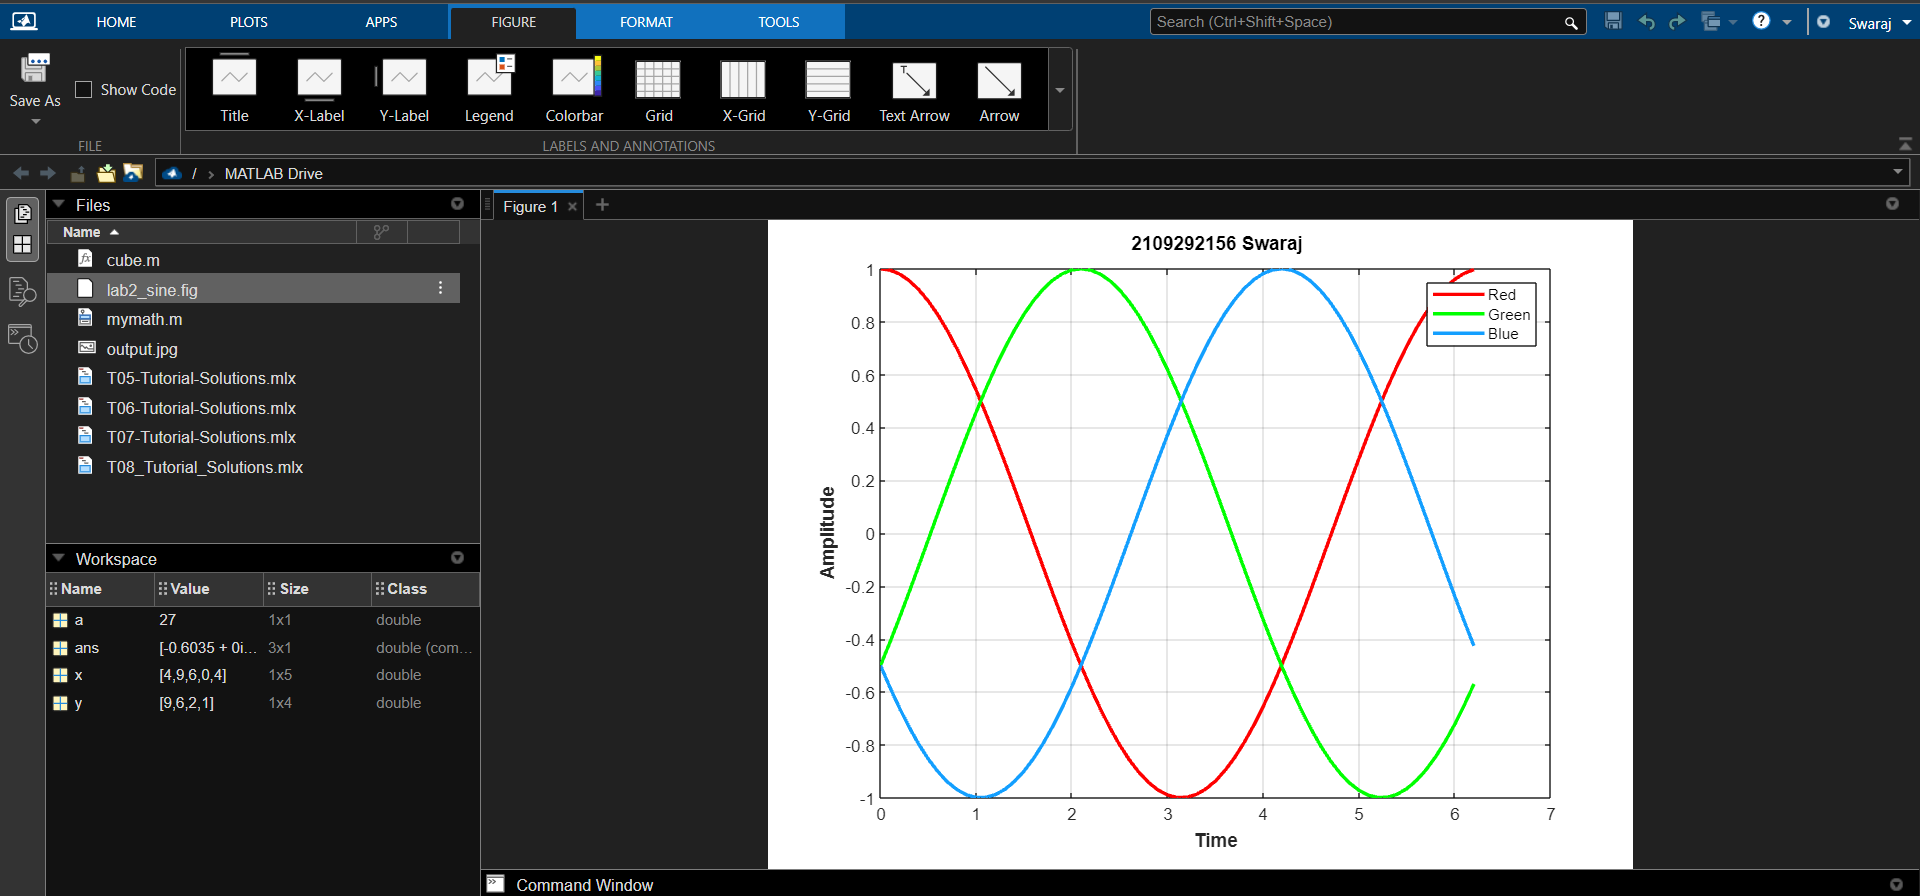 HOME PLOTS APPS FIGURE FORMAT TOOLS Search (Ctrl+Shift+Space) Swaraj
Save As Show Code Title X-Label Y-Label Legend Colorbar Grid X-Grid Y-Grid Text Arrow Arrow
FILE LABELS AND ANNOTATIONS
/ › MATLAB Drive
Files
Name
cube.m
lab2_sine.fig
mymath.m
output.jpg
T05-Tutorial-Solutions.mlx
T06-Tutorial-Solutions.mlx
T07-Tutorial-Solutions.mlx
T08_Tutorial_Solutions.mlx
Workspace
Name Value Size Class
a 27 1x1 double
ans [-0.6035 + 0i... 3x1 double (com...
x [4,9,6,0,4] 1x5 double
y [9,6,2,1] 1x4 double
Figure 1
2109292156 Swaraj
1
0.8
0.6
0.4
0.2
0
-0.2
-0.4
-0.6
-0.8
-1
Amplitude
Red
Green
Blue
0 1 2 3 4 5 6 7
Time
Command Window